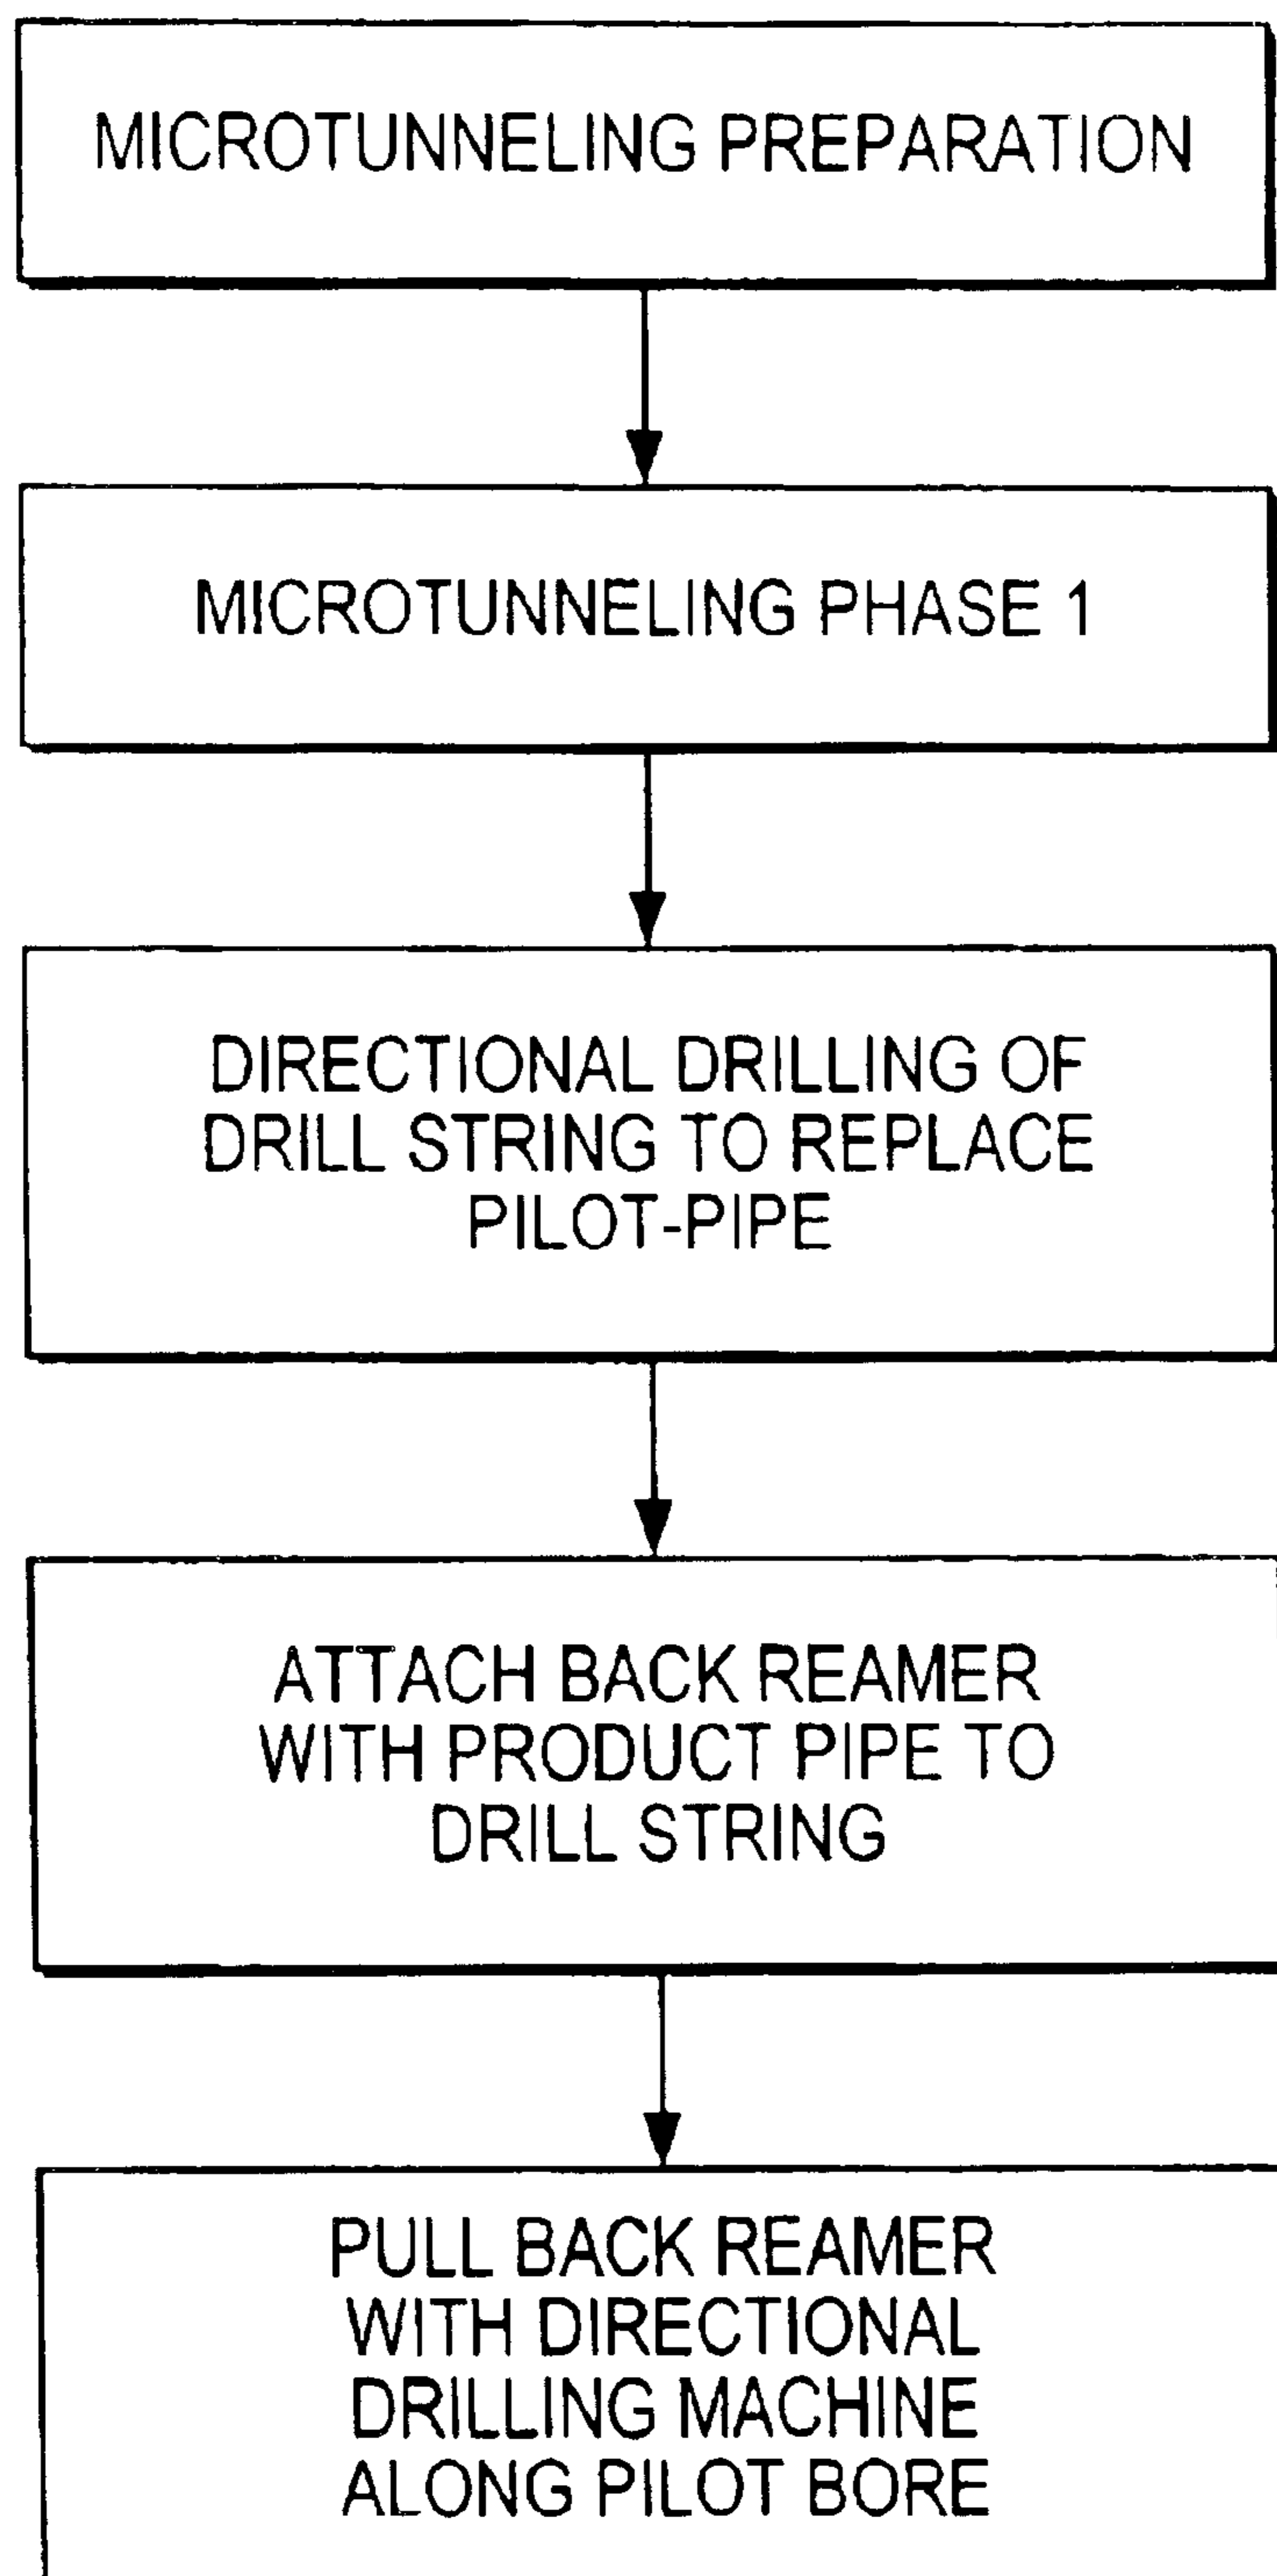 MICROTUNNELING PREPARATION
MICROTUNNELING PHASE 1
DIRECTIONAL DRILLING OF
DRILL STRING TO REPLACE
PILOT-PIPE
ATTACH BACK REAMER
WITH PRODUCT PIPE TO
DRILL STRING
PULL BACK REAMER
WITH DIRECTIONAL
DRILLING MACHINE
ALONG PILOT BORE